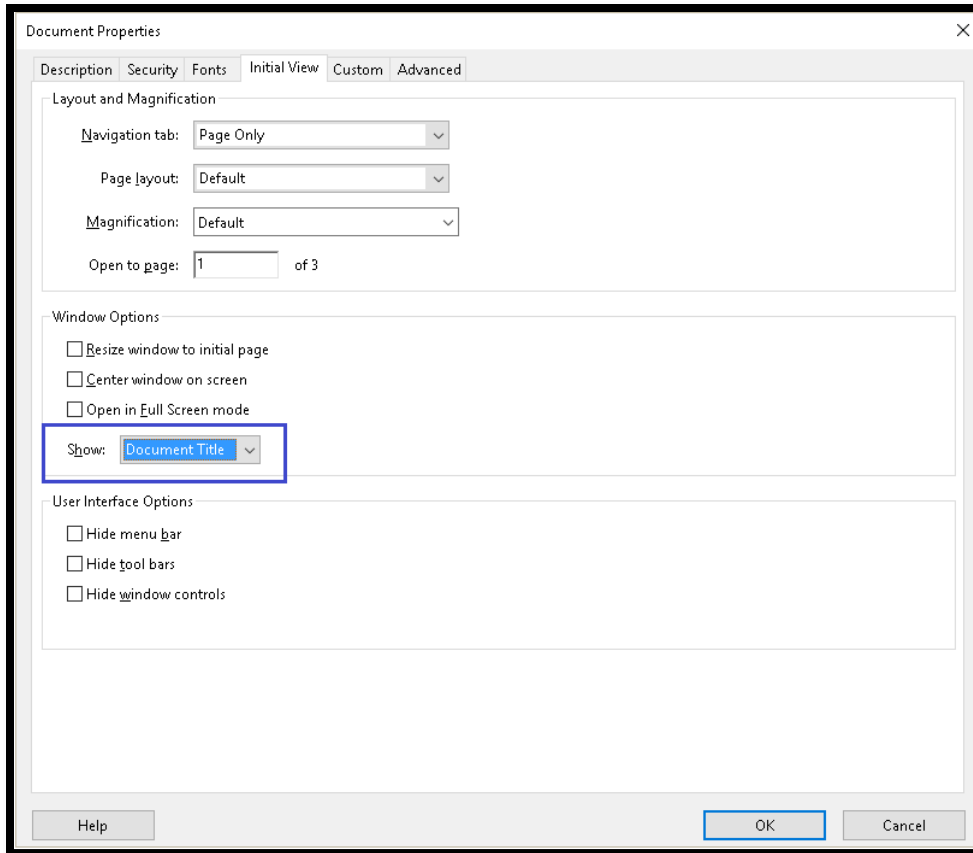 Document Properties
Description Security Fonts Initial View Custom Advanced
Layout and Magnification
Navigation tab: Page Only
Page layout: Default
Magnification: Default
Open to page: 1 of 3
Window Options
Resize window to initial page
Center window on screen
Open in Full Screen mode
Show: Document Title
User Interface Options
Hide menu bar
Hide tool bars
Hide window controls
Help OK Cancel